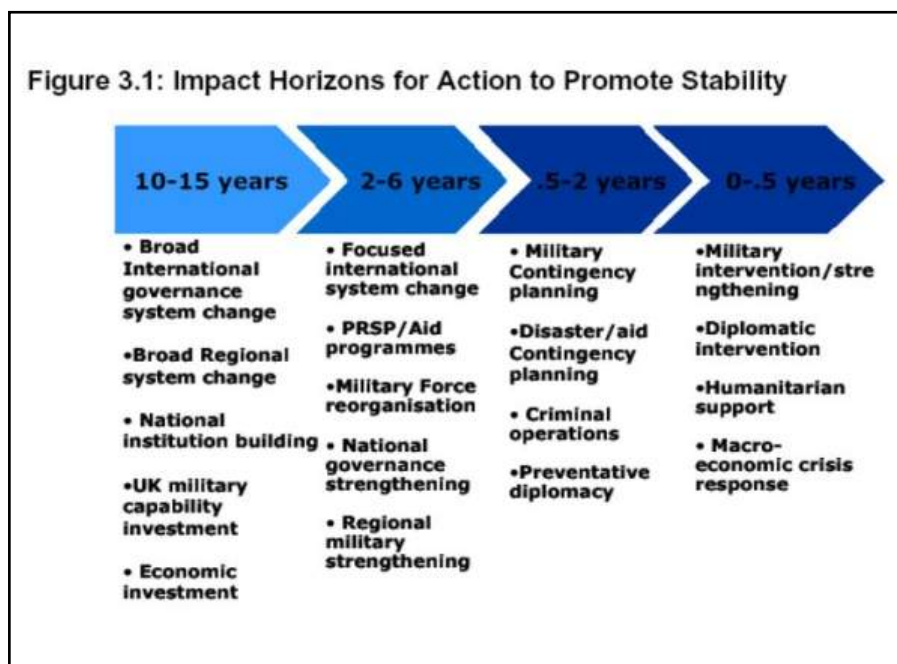 Figure 3.1: Impact Horizons for Action to Promote Stability
10-15 years
2-6 years
.5-2 years
0-.5 years
• Broad
International
governance
system change
•Broad Regional
system change
• National
institution building
•UK military
capability
investment
• Economic
investment
• Focused
international
system change
• PRSP/Aid
programmes
•Military Force
reorganisation
• National
governance
strengthening
• Regional
military
strengthening
• Military
Contingency
planning
•Disaster/aid
Contingency
planning
• Criminal
operations
•Preventative
diplomacy
•Military
intervention/stre
ngthening
•Diplomatic
intervention
•Humanitarian
support
• Macro-
economic crisis
response